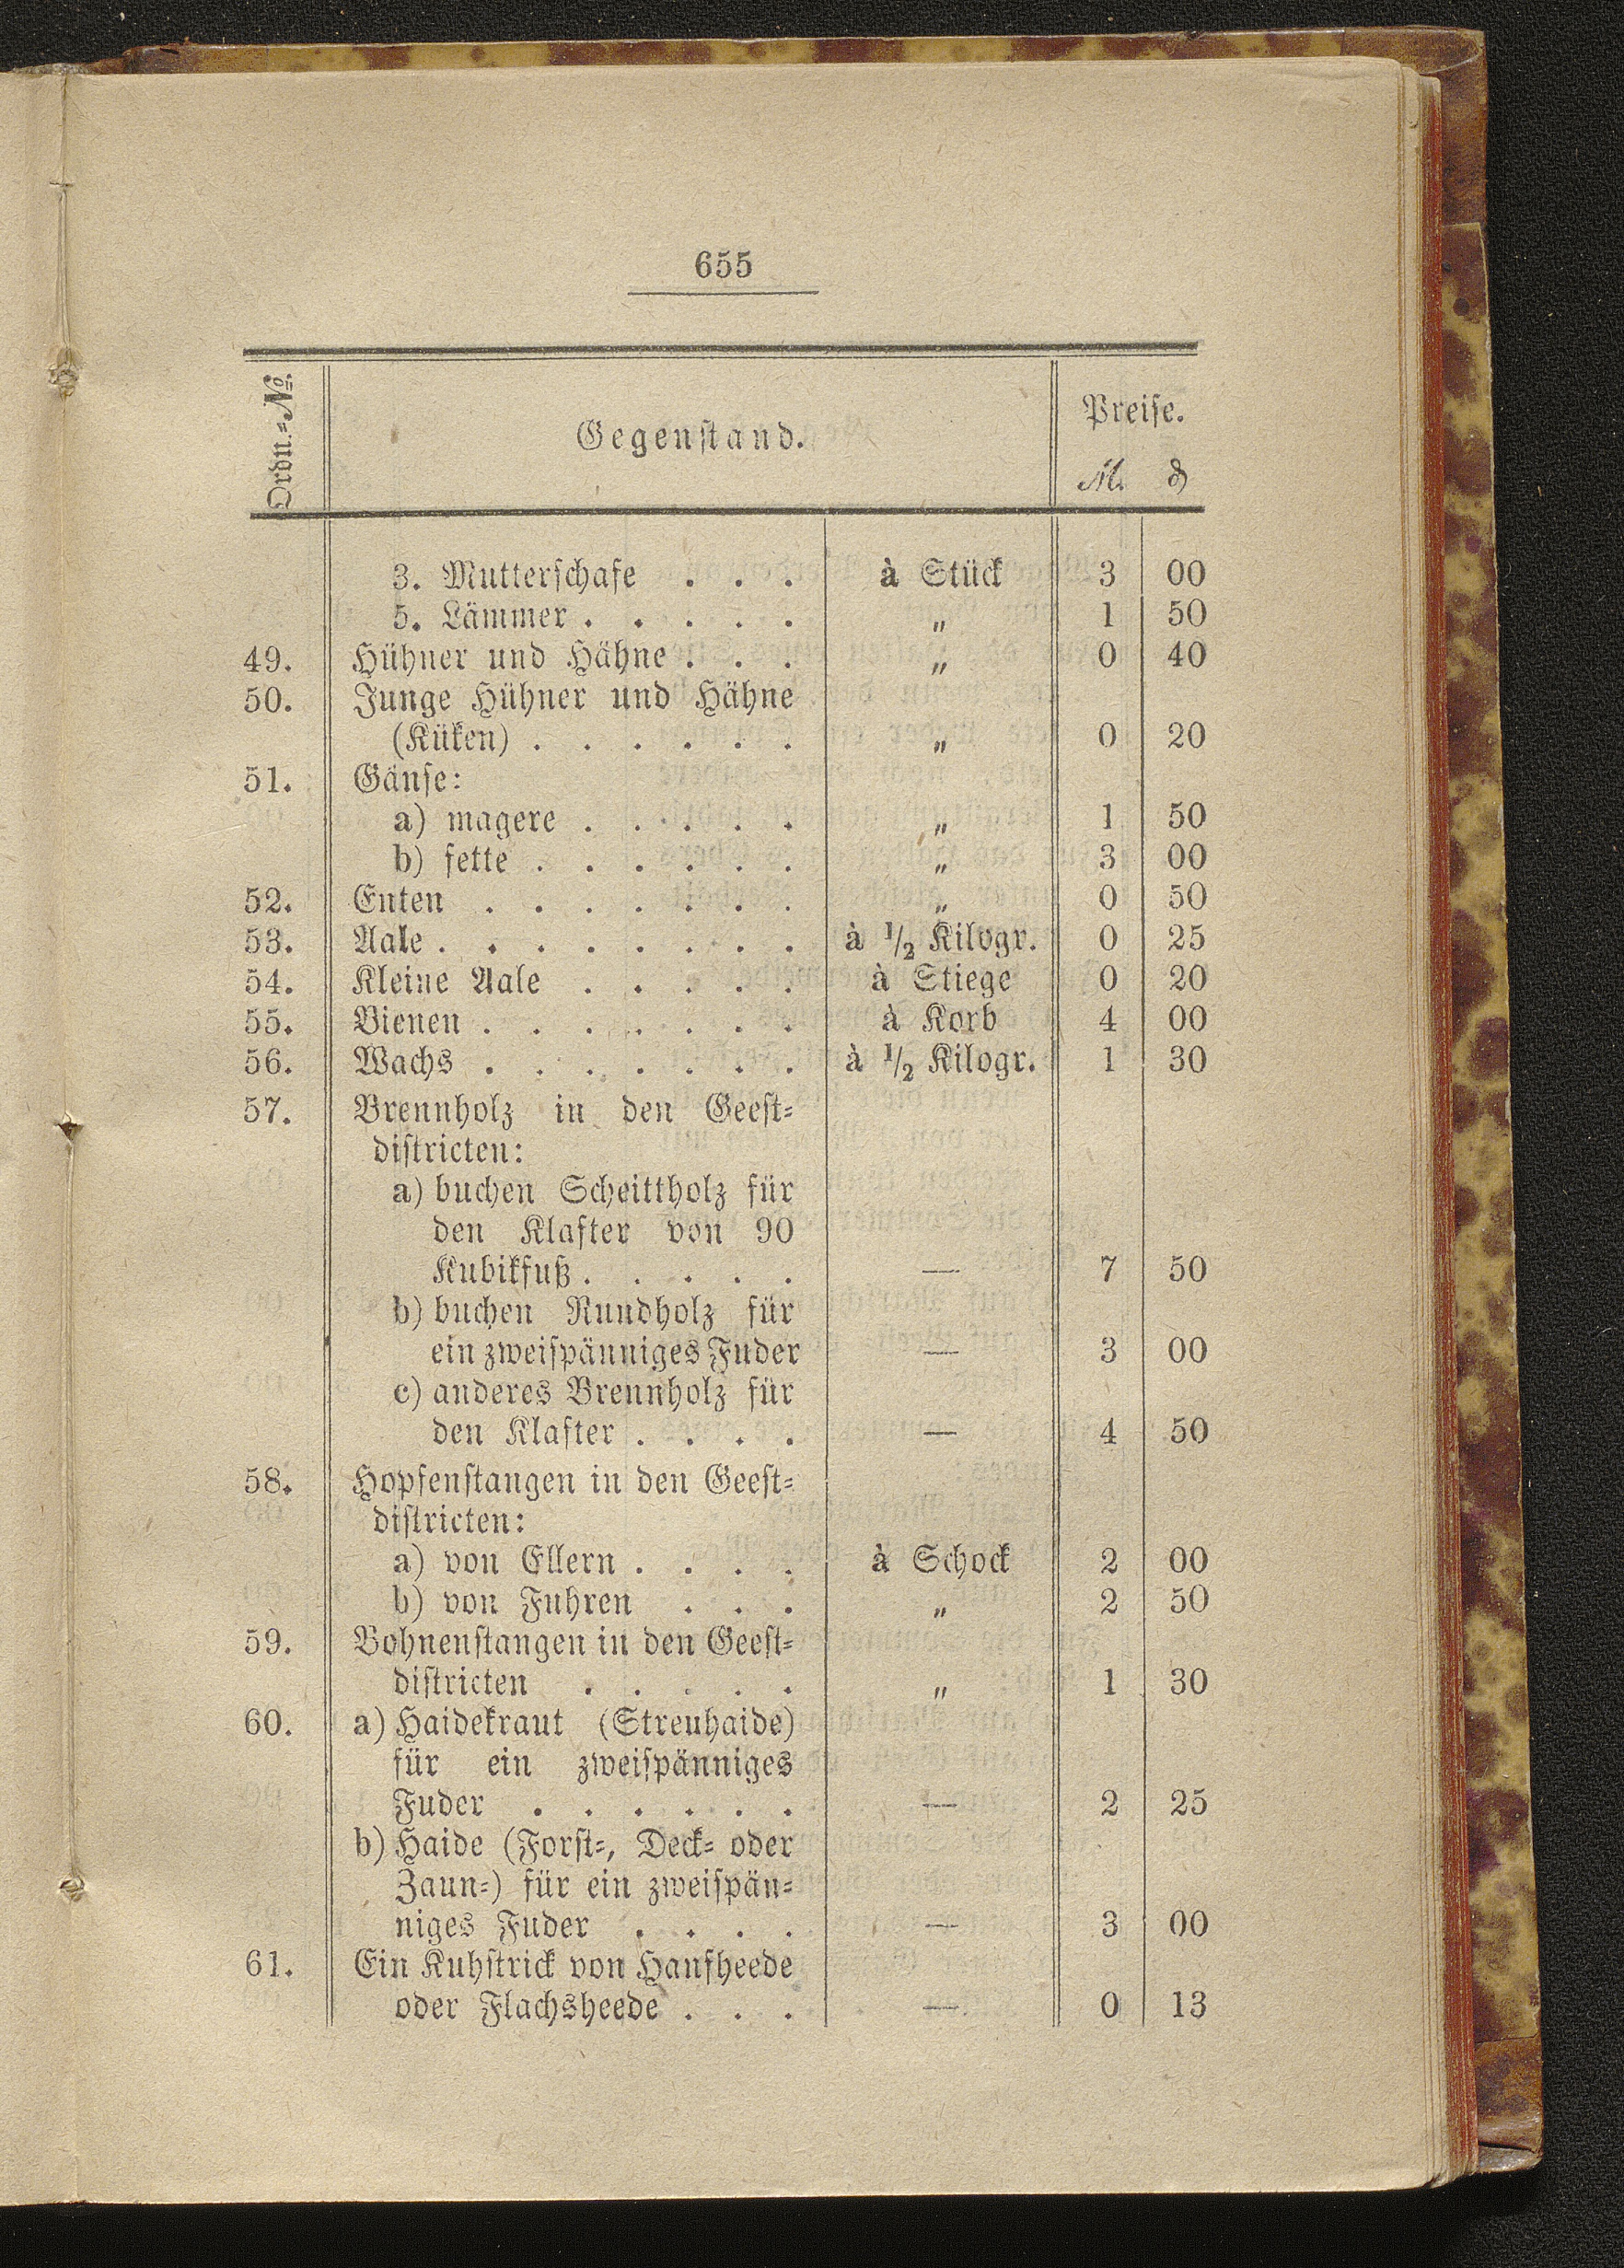 655
Ordn.=№.
Gegenstand.
Preise.
M. ₰
3. Mutterschafe . . . à Stück 3 00
5. Lämmer . . . . . „ 1 50
49. Hühner und Hähne . . . „ 0 40
50. Junge Hühner und Hähne
(Küken) . . . . . . „ 0 20
51. Gänse:
a) magere . . . . . „ 1 50
b) fette . . . . . . „ 3 00
52. Enten . . . . . . . „ 0 50
53. Aale . . . . . . . . à 1/2 Kilogr. 0 25
54. Kleine Aale . . . . . à Stiege 0 20
55. Bienen . . . . . . . à Korb 4 00
56. Wachs . . . . . . . à 1/2 Kilogr. 1 30
57. Brennholz in den Geest=
districten:
a) buchen Scheittholz für
den Klafter von 90
Kubikfuß . . . . . — 7 50
b) buchen Rundholz für
ein zweispänniges Fuder — 3 00
c) anderes Brennholz für
den Klafter . . . . — 4 50
58. Hopfenstangen in den Geest=
districten:
a) von Ellern . . . . à Schock 2 00
b) von Fuhren . . . „ 2 50
59. Bohnenstangen in den Geest=
districten . . . . . „ 1 30
60. a) Haidekraut (Streuhaide)
für ein zweispänniges
Fuder . . . . . . — 2 25
b) Haide (Forst=, Deck= oder
Zaun=) für ein zweispän=
niges Fuder . . . . — 3 00
61. Ein Kuhstrick von Hanfheede
oder Flachsheede . . . — 0 13